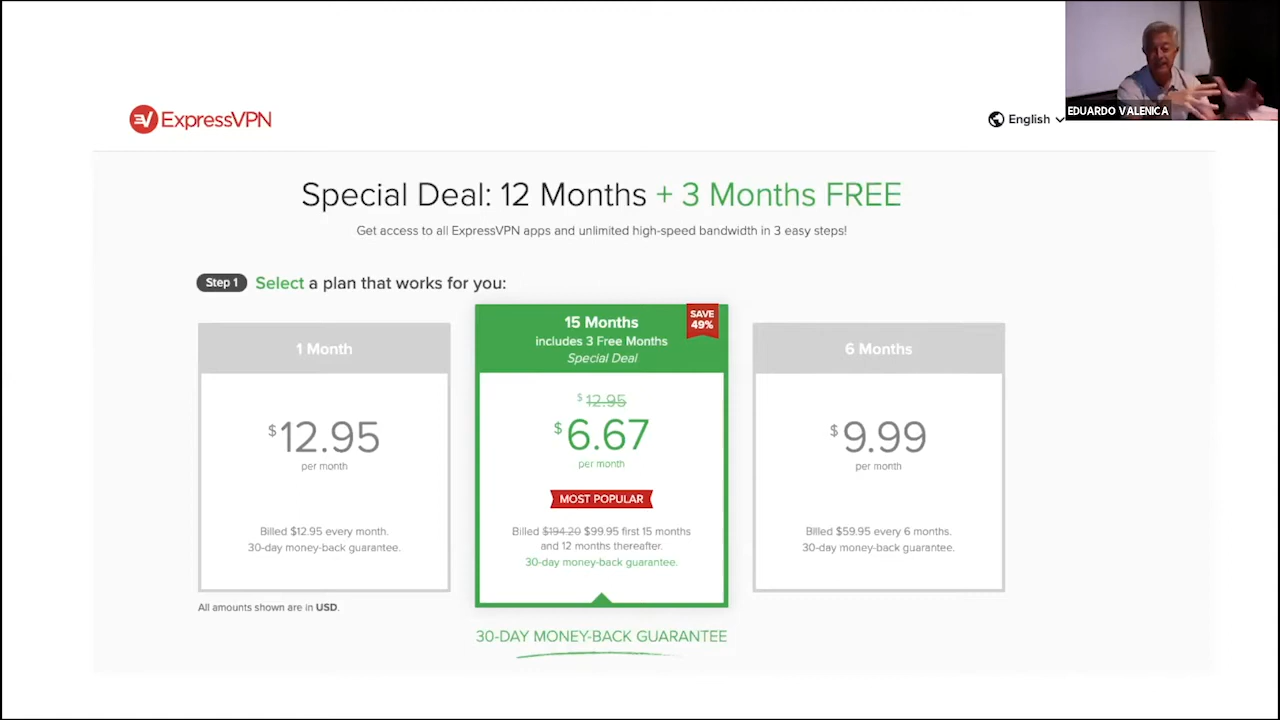 EDUARDO VALENICA
ExpressVPN
English
Special Deal: 12 Months + 3 Months FREE
Get access to all ExpressVPN apps and unlimited high-speed bandwidth in 3 easy steps!
Step 1 Select a plan that works for you:
1 Month
$12.95
per month
Billed $12.95 every month.
30-day money-back guarantee.
15 Months
includes 3 Free Months
Special Deal
SAVE
49%
$12.95
$6.67
per month
MOST POPULAR
Billed $194.20 $99.95 first 15 months
and 12 months thereafter.
30-day money-back guarantee.
6 Months
$9.99
per month
Billed $59.95 every 6 months.
30-day money-back guarantee.
All amounts shown are in USD.
30-DAY MONEY-BACK GUARANTEE